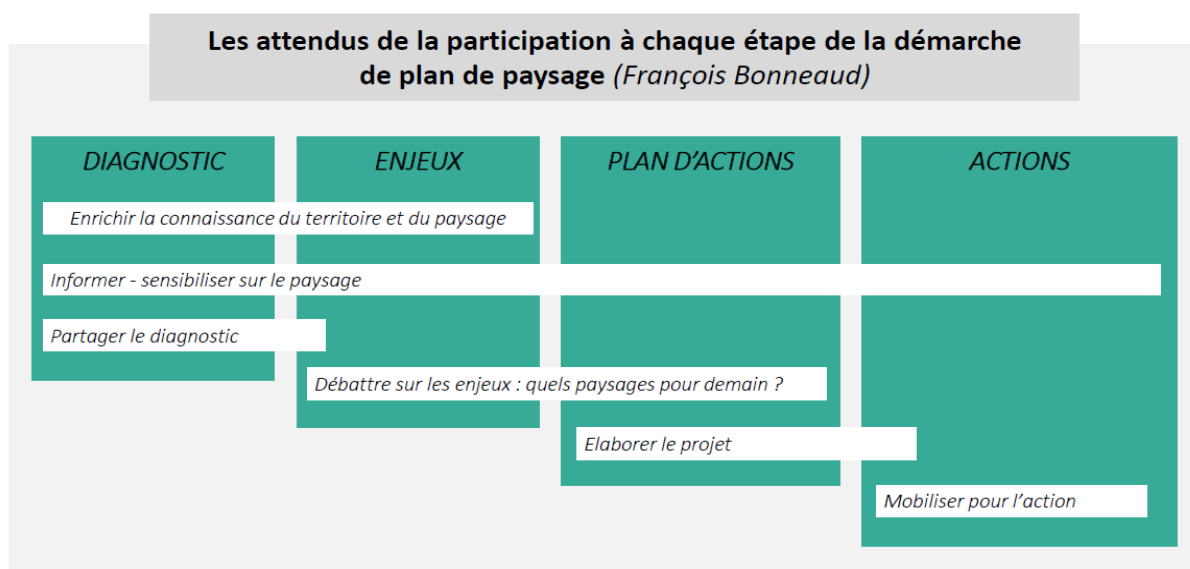 Les attendus de la participation à chaque étape de la démarche
de plan de paysage (François Bonneaud)
DIAGNOSTIC
ENJEUX
PLAN D'ACTIONS
ACTIONS
Enrichir la connaissance du territoire et du paysage
Informer - sensibiliser sur le paysage
Partager le diagnostic
Débattre sur les enjeux : quels paysages pour demain ?
Elaborer le projet
Mobiliser pour l'action